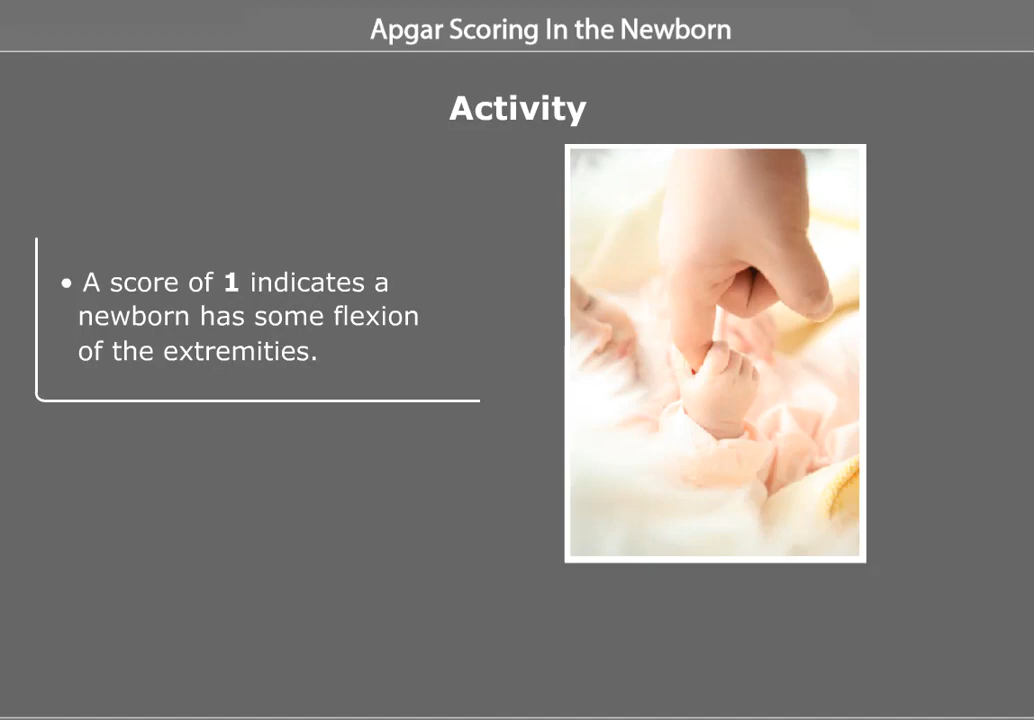 Apgar Scoring In the Newborn
Activity
• A score of 1 indicates a
newborn has some flexion
of the extremities.